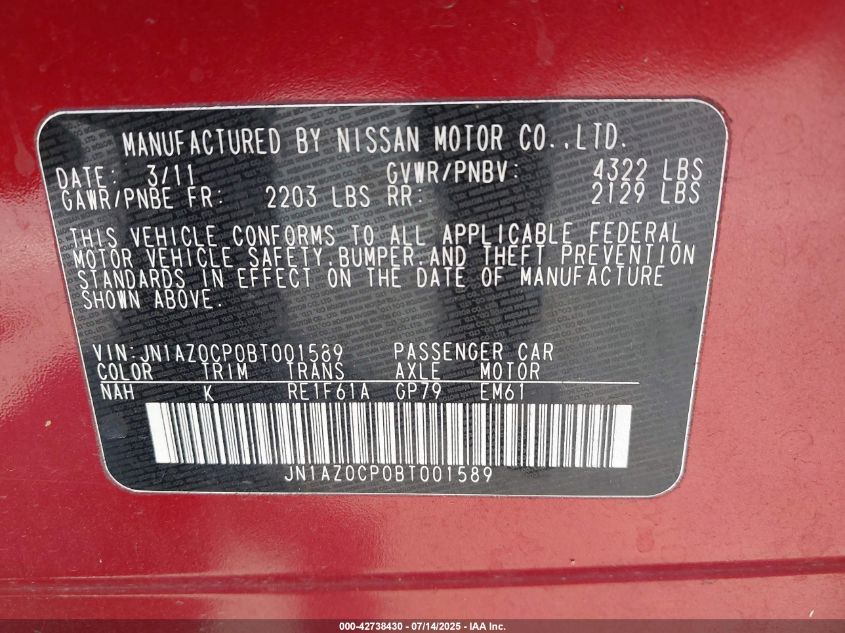 MANUFACTURED BY NISSAN MOTOR CO.,LTD.
DATE: 3/11 GVWR/PNBV: 4322 LBS
GAWR/PNBE FR: 2203 LBS RR: 2129 LBS
THIS VEHICLE CONFORMS TO ALL APPLICABLE FEDERAL
MOTOR VEHICLE SAFETY,BUMPER,AND THEFT PREVENTION
STANDARDS IN EFFECT ON THE DATE OF MANUFACTURE
SHOWN ABOVE.
VIN:JN1AZ0CP0BT001589 PASSENGER CAR
COLOR TRIM TRANS AXLE MOTOR
NAH K RE1F61A GP79 EM61
JN1AZ0CP0BT001589
000-42738430 - 07/14/2025 - IAA Inc.